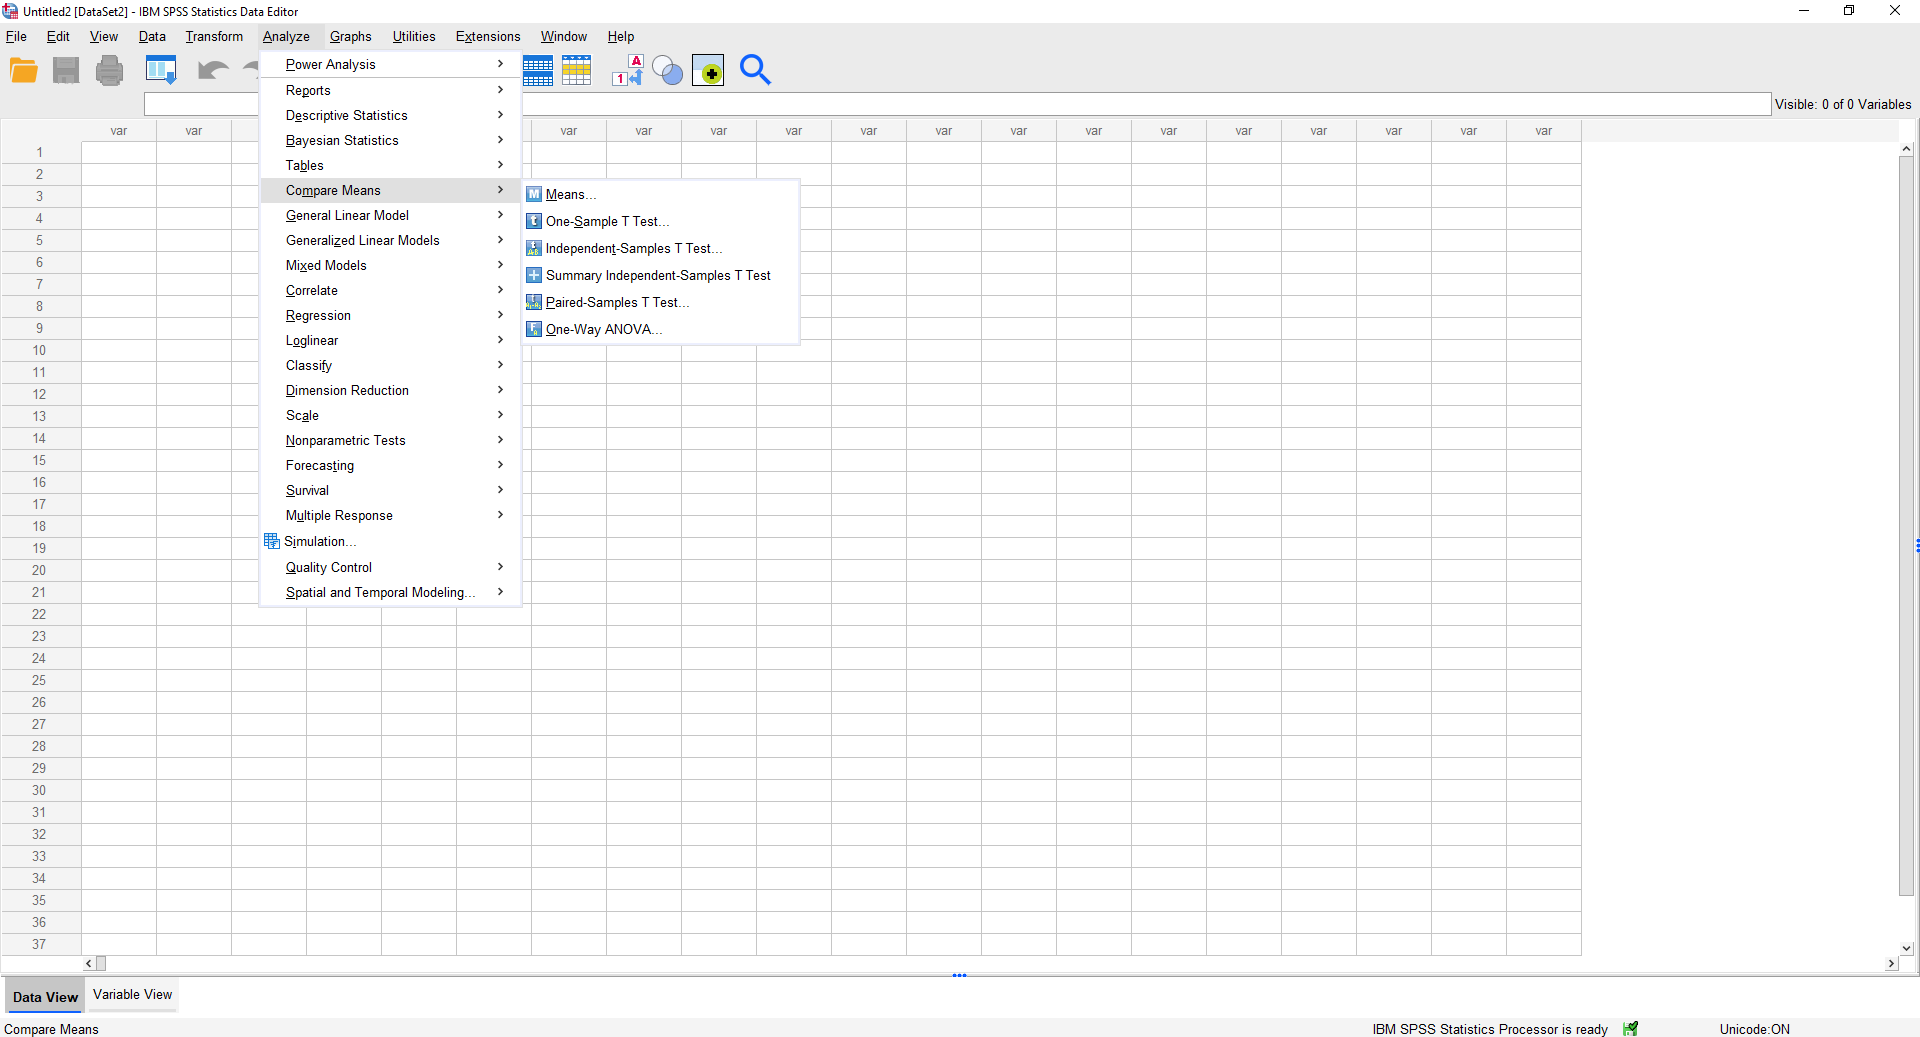 Untitled2 [DataSet2] - IBM SPSS Statistics Data Editor
File Edit View Data Transform Analyze Graphs Utilities Extensions Window Help
Visible: 0 of 0 Variables
Power Analysis
Reports
Descriptive Statistics
Bayesian Statistics
Tables
Compare Means
General Linear Model
Generalized Linear Models
Mixed Models
Correlate
Regression
Loglinear
Classify
Dimension Reduction
Scale
Nonparametric Tests
Forecasting
Survival
Multiple Response
Simulation...
Quality Control
Spatial and Temporal Modeling...
Means...
One-Sample T Test...
Independent-Samples T Test...
Summary Independent-Samples T Test
Paired-Samples T Test...
One-Way ANOVA...
var var var var var var var var var var var var var var var var
1
2
3
4
5
6
7
8
9
10
11
12
13
14
15
16
17
18
19
20
21
22
23
24
25
26
27
28
29
30
31
32
33
34
35
36
37
Data View Variable View
Compare Means IBM SPSS Statistics Processor is ready Unicode:ON